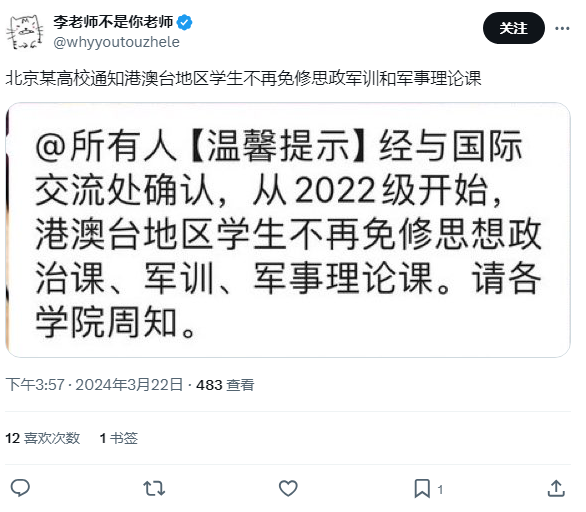 李老师不是你老师
@whyyoutouzhele
关注
北京某高校通知港澳台地区学生不再免修思政军训和军事理论课
@所有人【温馨提示】经与国际
交流处确认，从2022级开始，
港澳台地区学生不再免修思想政
治课、军训、军事理论课。请各
学院周知。
下午3:57 · 2024年3月22日 · 483 查看
12 喜欢次数 1 书签
1